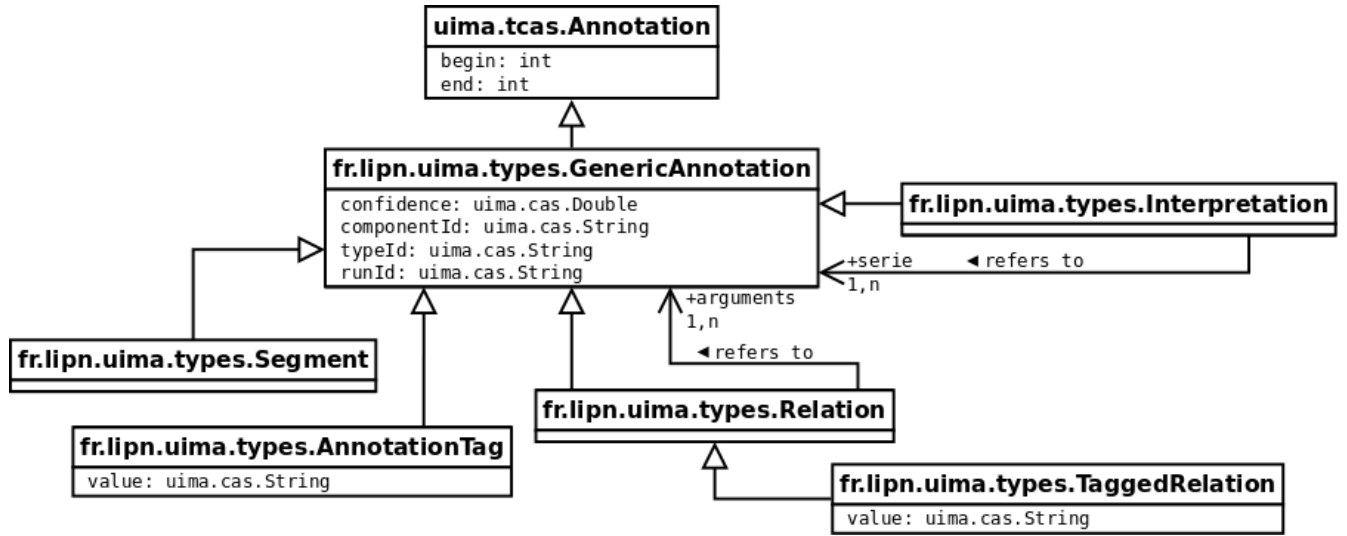 uima.tcas.Annotation
begin: int
end: int
fr.lipn.uima.types.GenericAnnotation
confidence: uima.cas.Double
componentId: uima.cas.String
typeId: uima.cas.String
runId: uima.cas.String
fr.lipn.uima.types.Interpretation
+serie
◄ refers to
1,n
+arguments
1,n
◄ refers to
fr.lipn.uima.types.Segment
fr.lipn.uima.types.Relation
fr.lipn.uima.types.AnnotationTag
value: uima.cas.String
fr.lipn.uima.types.TaggedRelation
value: uima.cas.String